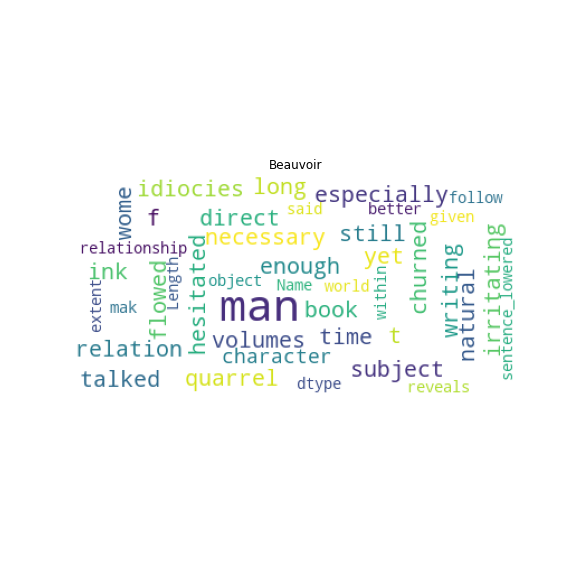 Beauvoir
idiocies
long
especially
follow
wome
f
direct
said
better
given
necessary
still
relationship
hesitated
churned
yet
irritating
ink
flowed
Length
enough
writing
natural
sentence_lowered
extent
mak
object
Name
world
within
man
book
relation
volumes
time
t
character
talked
quarrel
dtype
subject
reveals